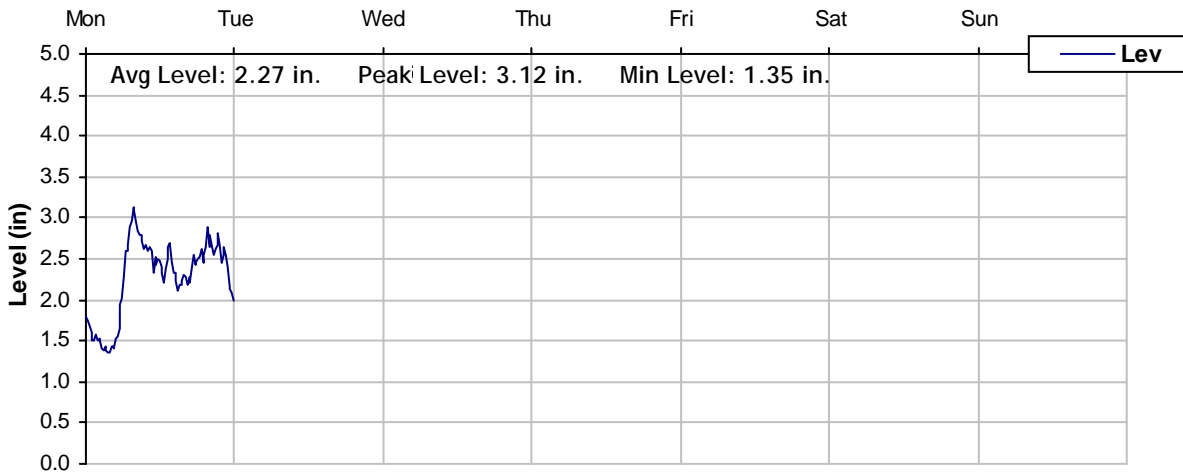 Mon Tue Wed Thu Fri Sat Sun
Lev
Avg Level: 2.27 in. Peak Level: 3.12 in. Min Level: 1.35 in.
5.0
4.5
4.0
3.5
3.0
2.5
2.0
1.5
1.0
0.5
0.0
Level (in)